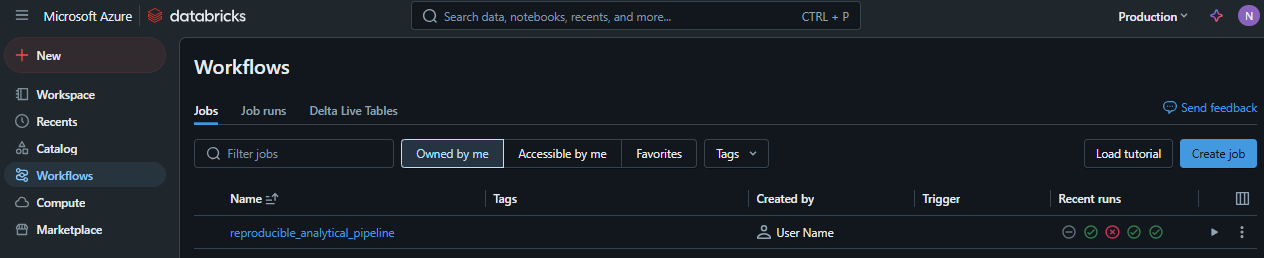 Microsoft Azure databricks Search data, notebooks, recents, and more... CTRL + P Production N
New
Workspace
Recents
Catalog
Workflows
Compute
Marketplace
Workflows
Jobs Job runs Delta Live Tables
Send feedback
Filter jobs Owned by me Accessible by me Favorites Tags Load tutorial Create job
Name Tags Created by Trigger Recent runs
reproducible_analytical_pipeline User Name